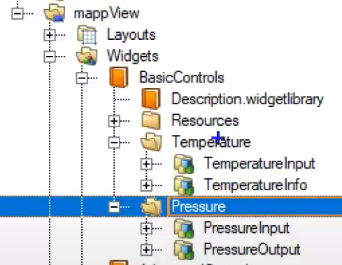 mappView
Layouts
Widgets
BasicControls
Description.widgetlibrary
Resources
Temperature
TemperatureInput
TemperatureInfo
Pressure
PressureInput
PressureOutput